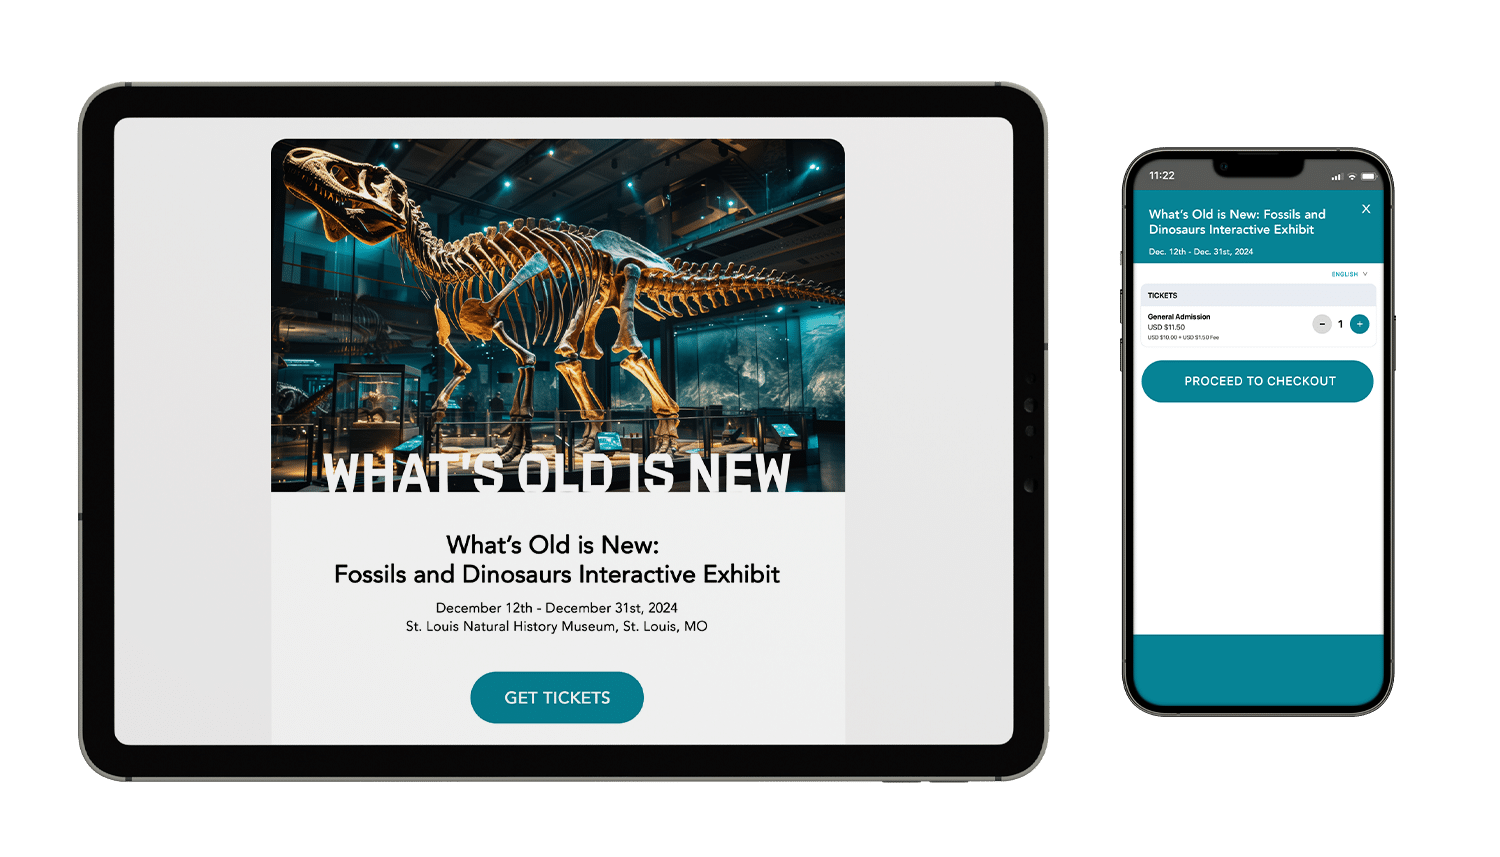 WHAT'S OLD IS NEW
What's Old is New:
Fossils and Dinosaurs Interactive Exhibit
December 12th - December 31st, 2024
St. Louis Natural History Museum, St. Louis, MO
GET TICKETS
11:22
What's Old is New: Fossils and
Dinosaurs Interactive Exhibit
X
Dec. 12th - Dec. 31st, 2024
ENGLISH
TICKETS
General Admission
USD $11.50
USD $10.00 + USD $1.50 Fee
- 1 +
PROCEED TO CHECKOUT